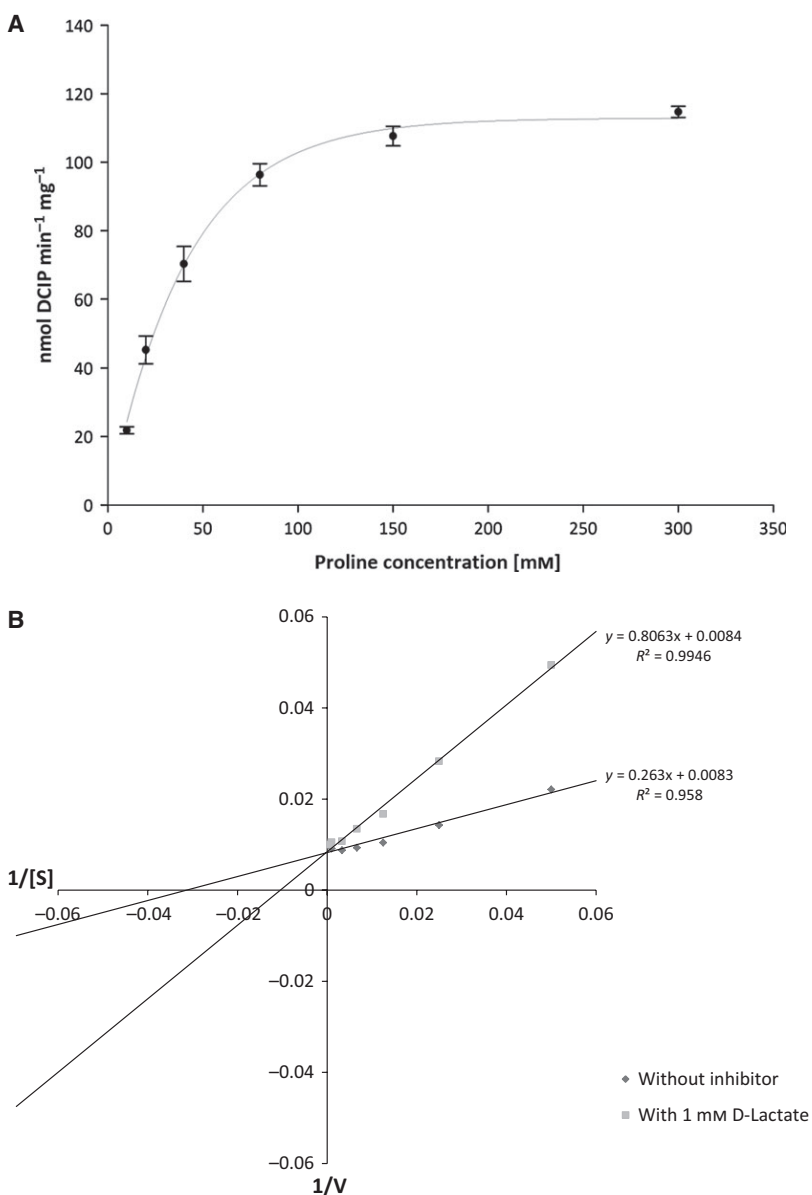 A
140
120
100
80
60
40
20
0
nmol DCIP min⁻¹ mg⁻¹
0 50 100 150 200 250 300 350
Proline concentration [mM]
B
0.06
y = 0.8063x + 0.0084
R² = 0.9946
0.04
y = 0.263x + 0.0083
R² = 0.958
0.02
1/[S]
0
−0.06 −0.04 −0.02 0 0.02 0.04 0.06
−0.02
−0.04
Without inhibitor
With 1 mM D-Lactate
−0.06
1/V